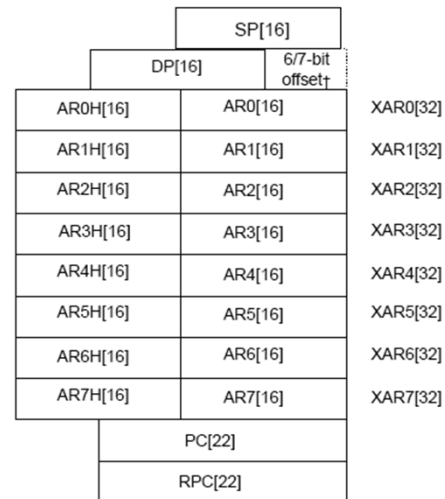 SP[16]
DP[16] 6/7-bit
offset†
AR0H[16] AR0[16] XAR0[32]
AR1H[16] AR1[16] XAR1[32]
AR2H[16] AR2[16] XAR2[32]
AR3H[16] AR3[16] XAR3[32]
AR4H[16] AR4[16] XAR4[32]
AR5H[16] AR5[16] XAR5[32]
AR6H[16] AR6[16] XAR6[32]
AR7H[16] AR7[16] XAR7[32]
PC[22]
RPC[22]